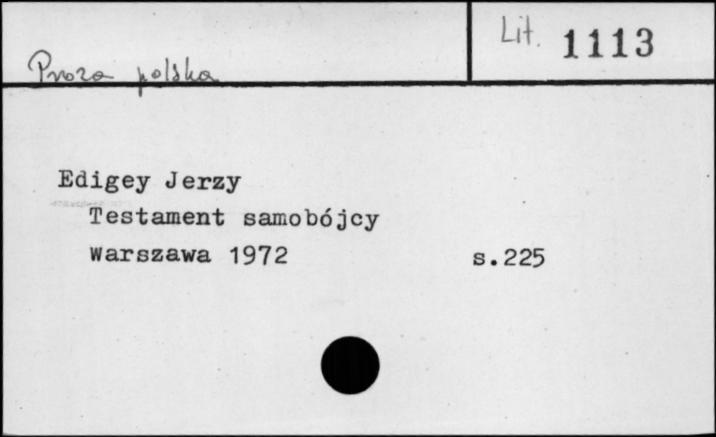 Lit. 1113
Proza polska
Edigey Jerzy
Testament samobójcy
Warszawa 1972 s.225